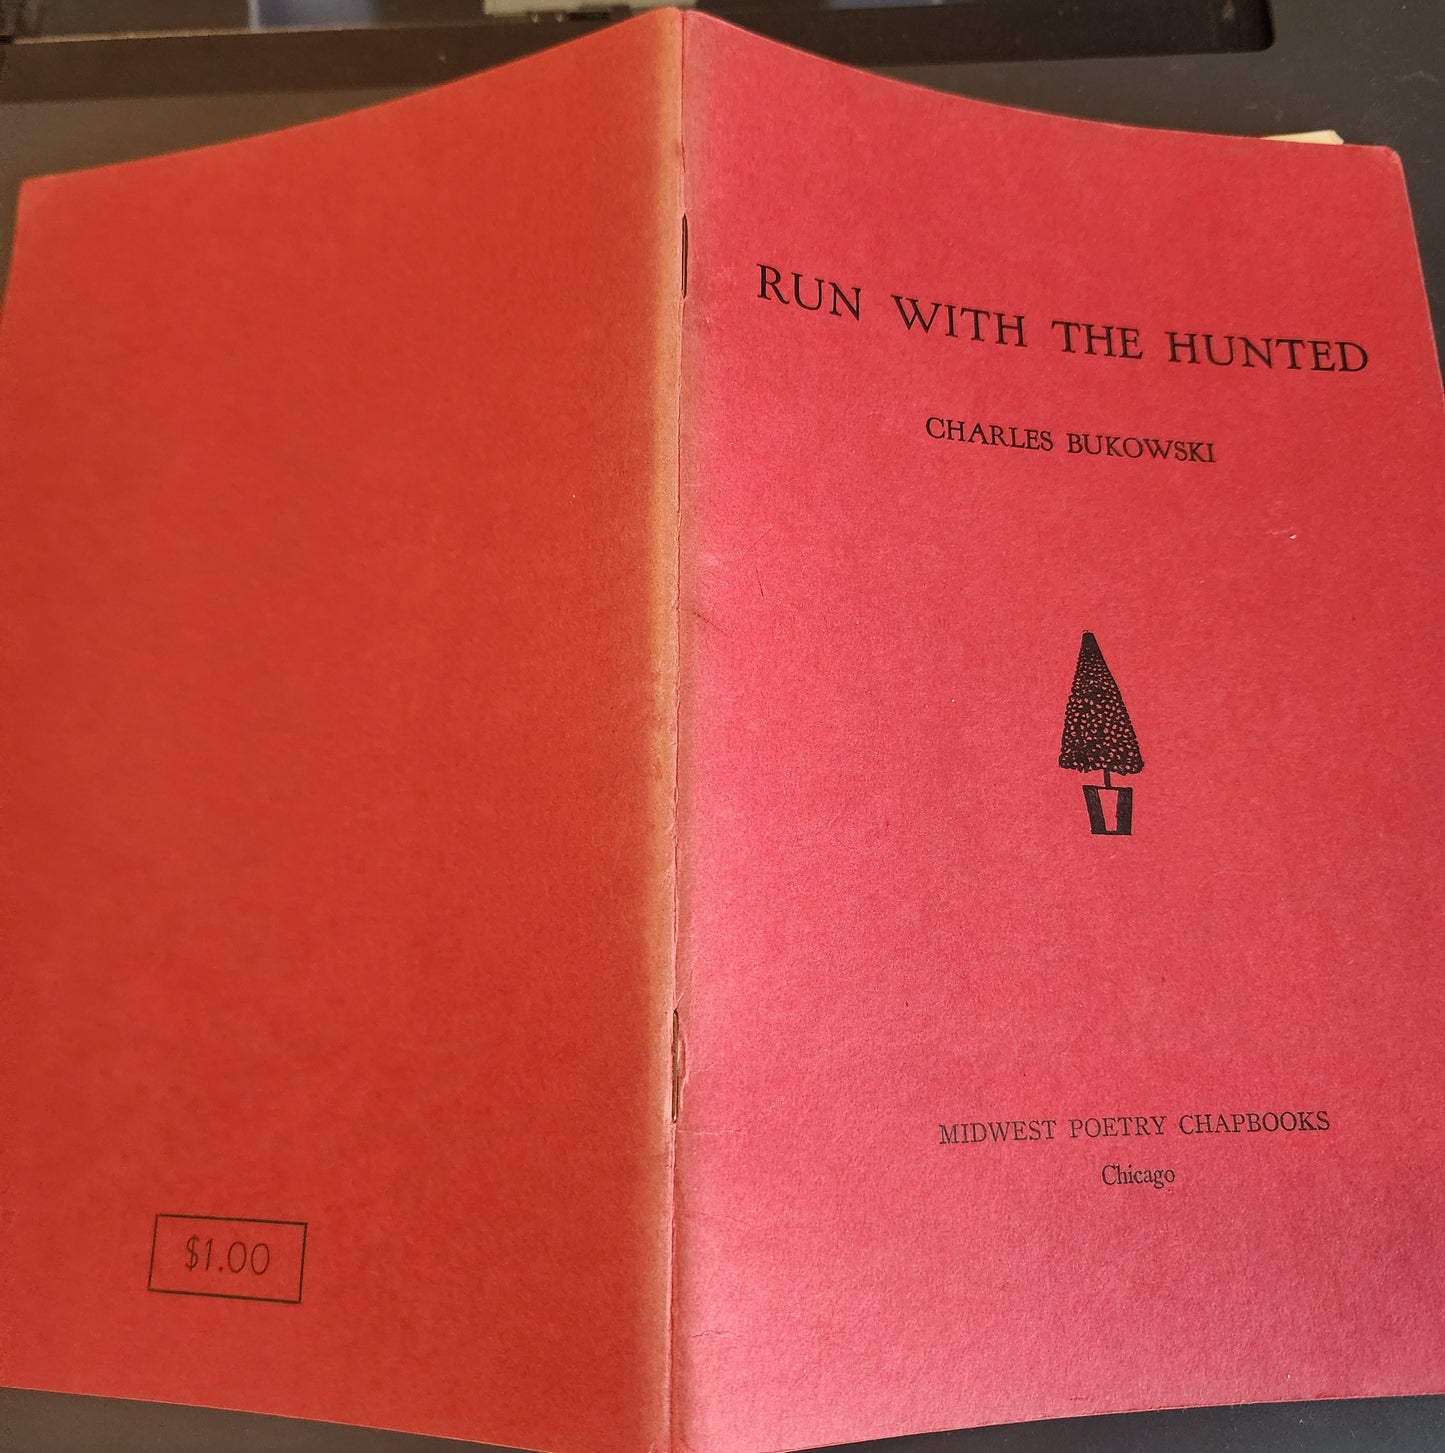 RUN WITH THE HUNTED
CHARLES BUKOWSKI
MIDWEST POETRY CHAPBOOKS
Chicago
$1.00